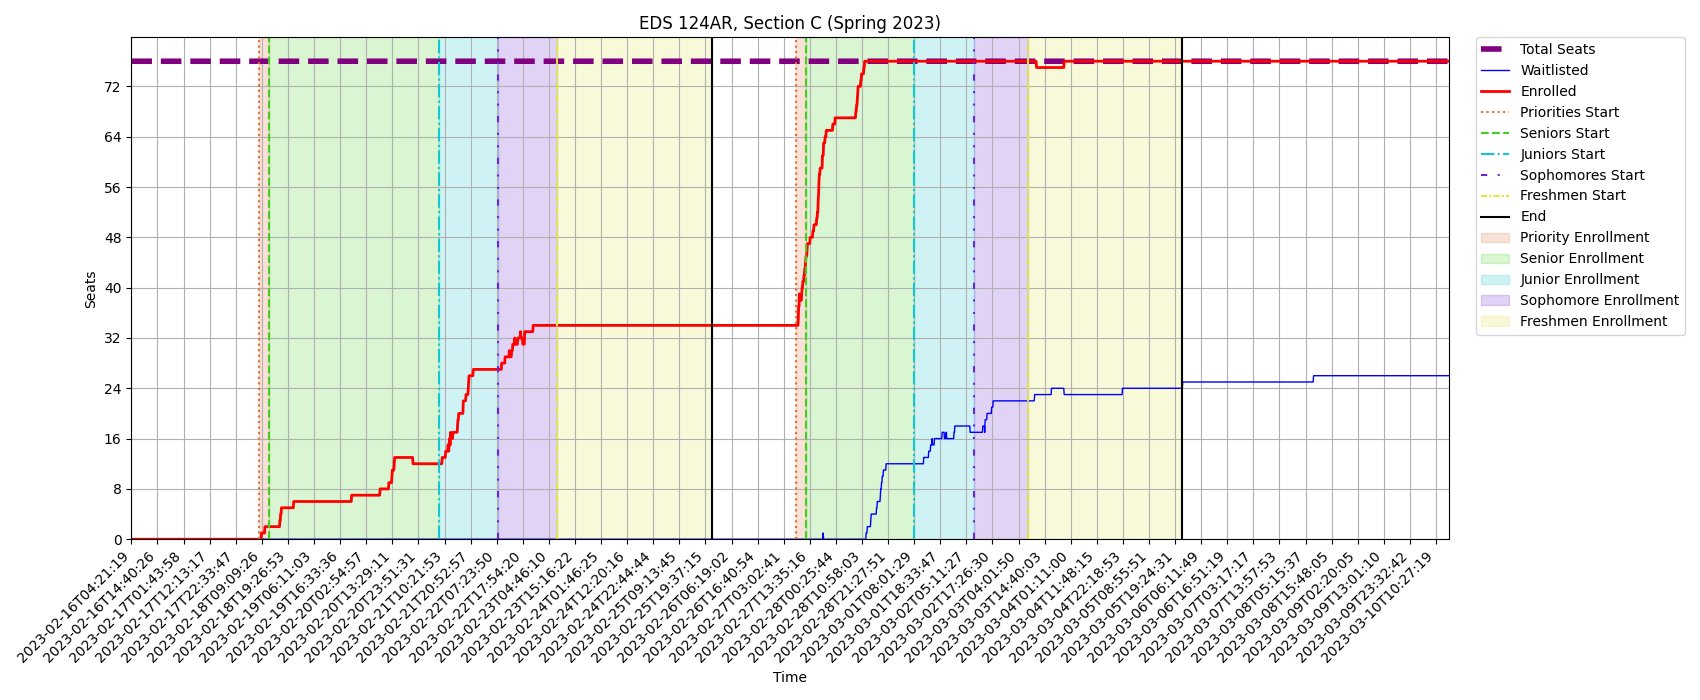 EDS 124AR, Section C (Spring 2023)
Seats
72
64
56
48
40
32
24
16
8
0
2023-02-16T04:21:19
2023-02-16T14:40:26
2023-02-17T01:43:58
2023-02-17T12:13:17
2023-02-17T22:33:47
2023-02-18T09:09:26
2023-02-18T19:26:53
2023-02-19T06:11:03
2023-02-19T16:33:36
2023-02-20T02:54:57
2023-02-20T13:29:11
2023-02-20T23:51:31
2023-02-21T10:21:53
2023-02-21T20:52:57
2023-02-22T07:23:50
2023-02-22T17:54:20
2023-02-23T04:46:10
2023-02-23T15:16:22
2023-02-24T01:46:25
2023-02-24T12:20:16
2023-02-24T22:44:44
2023-02-25T09:13:45
2023-02-25T19:37:15
2023-02-26T06:19:02
2023-02-26T16:40:54
2023-02-27T03:02:41
2023-02-27T13:35:16
2023-02-28T00:25:44
2023-02-28T10:58:03
2023-02-28T21:27:51
2023-03-01T08:01:29
2023-03-01T18:33:47
2023-03-02T05:11:27
2023-03-02T17:26:30
2023-03-03T04:01:50
2023-03-03T14:40:03
2023-03-04T01:11:00
2023-03-04T11:48:15
2023-03-04T22:18:53
2023-03-05T08:55:51
2023-03-05T19:24:31
2023-03-06T06:11:49
2023-03-06T16:51:19
2023-03-07T03:17:17
2023-03-07T13:57:53
2023-03-08T05:15:37
2023-03-08T15:48:05
2023-03-09T02:20:05
2023-03-09T13:01:10
2023-03-09T23:32:42
2023-03-10T10:27:19
Time
Total Seats
Waitlisted
Enrolled
Priorities Start
Seniors Start
Juniors Start
Sophomores Start
Freshmen Start
End
Priority Enrollment
Senior Enrollment
Junior Enrollment
Sophomore Enrollment
Freshmen Enrollment